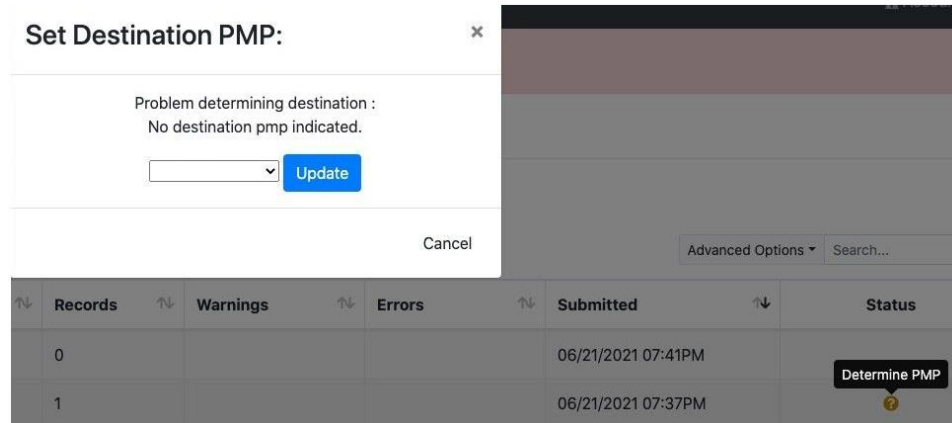 Set Destination PMP:
×
Problem determining destination :
No destination pmp indicated.
Update
Cancel
Advanced Options
Search...
Records
Warnings
Errors
Submitted
Status
0
06/21/2021 07:41PM
Determine PMP
1
06/21/2021 07:37PM
?